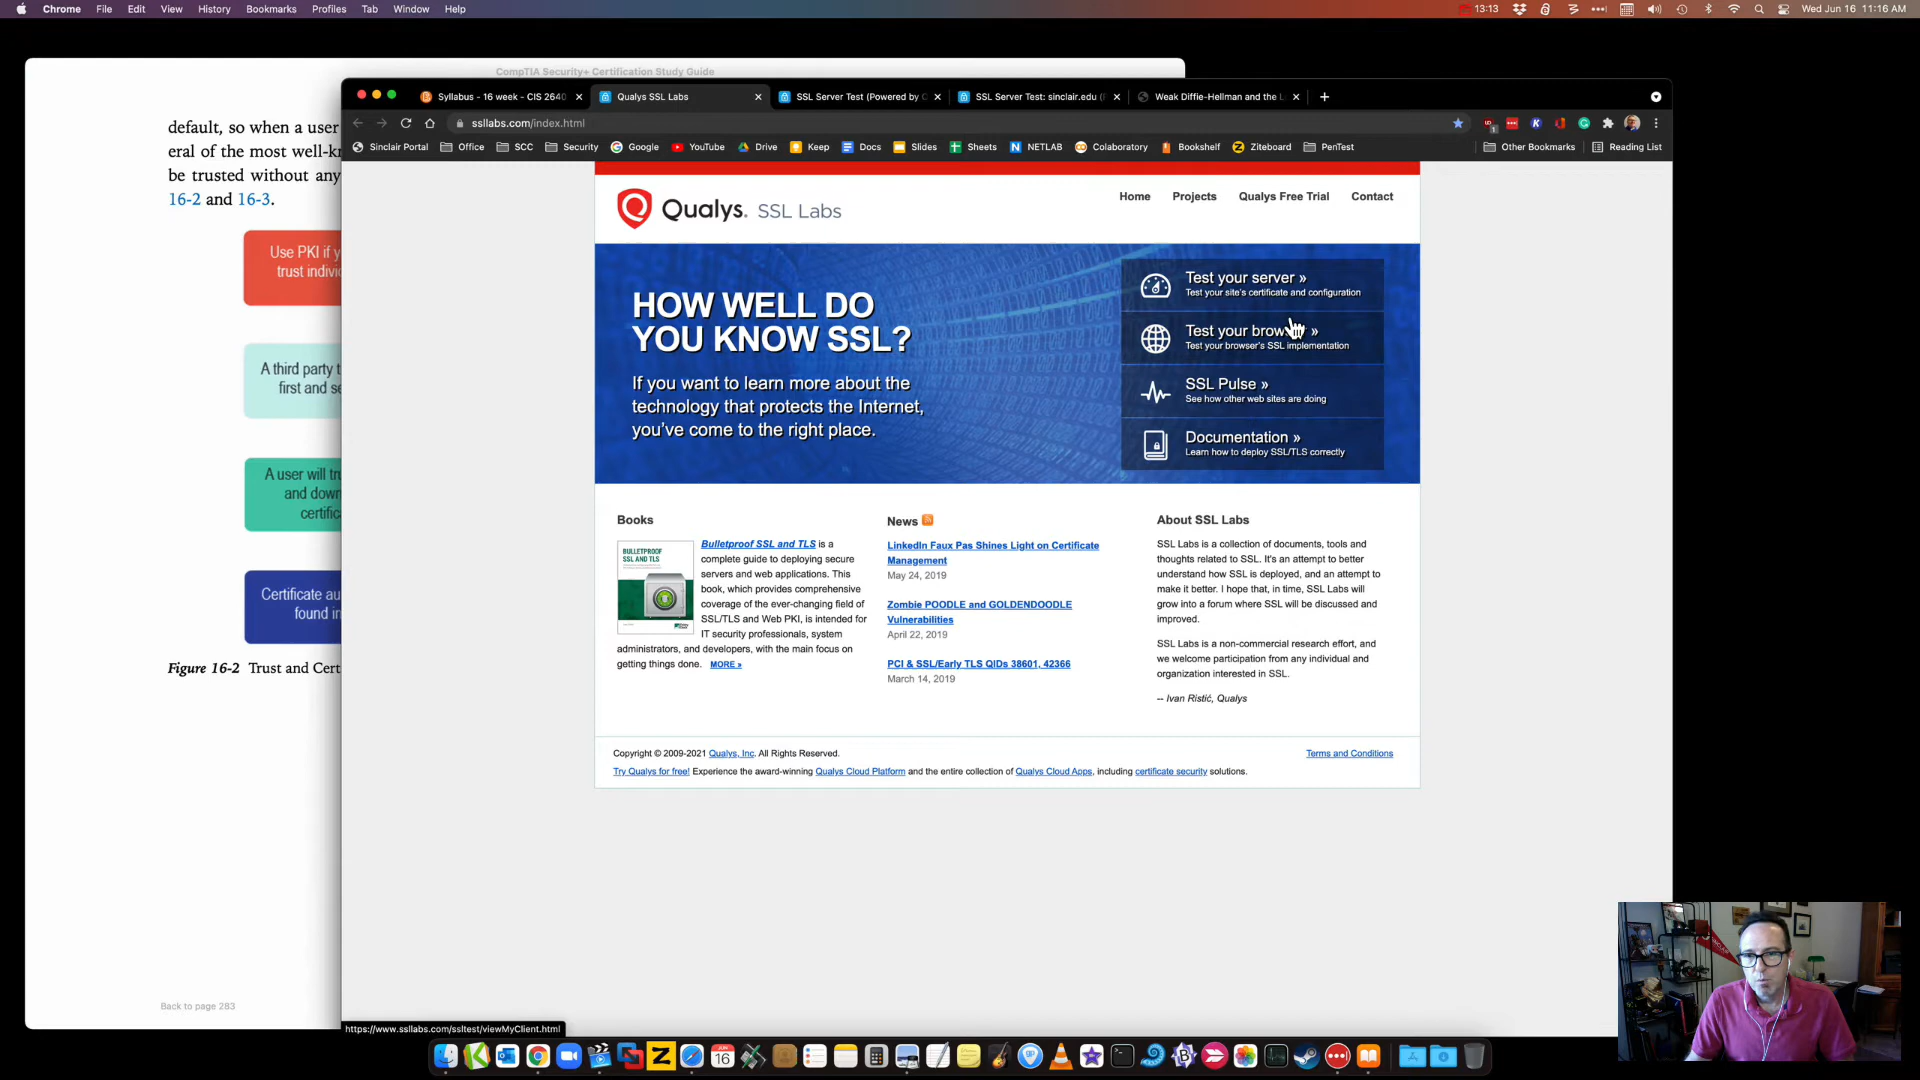 Chrome File Edit View History Bookmarks Profiles Tab Window Help
13:13
Wed Jun 16 11:16 AM
CompTIA Security+ Certification Study Guide
Syllabus - 16 week - CIS 2640
Qualys SSL Labs
SSL Server Test (Powered by
SSL Server Test: sinclair.edu
Weak Diffie-Hellman and the L
ssllabs.com/index.html
Sinclair Portal Office SCC Security Google YouTube Drive Keep Docs Slides Sheets NETLAB Colaboratory Bookshelf Ziteboard PenTest Other Bookmarks Reading List
default, so when a user
eral of the most well-k
be trusted without any
16-2 and 16-3.
Use PKI if y
trust indivi
A third party t
first and se
A user will tru
and down
certific
Certificate au
found in
Figure 16-2 Trust and Cert
Back to page 283
Qualys. SSL Labs
Home Projects Qualys Free Trial Contact
HOW WELL DO
YOU KNOW SSL?
If you want to learn more about the
technology that protects the Internet,
you've come to the right place.
Test your server »
Test your site's certificate and configuration
Test your brow »
Test your browser's SSL implementation
SSL Pulse »
See how other web sites are doing
Documentation »
Learn how to deploy SSL/TLS correctly
Books
BULLETPROOF
SSL AND TLS
Bulletproof SSL and TLS is a
complete guide to deploying secure
servers and web applications. This
book, which provides comprehensive
coverage of the ever-changing field of
SSL/TLS and Web PKI, is intended for
IT security professionals, system
administrators, and developers, with the main focus on
getting things done. MORE »
News
LinkedIn Faux Pas Shines Light on Certificate
Management
May 24, 2019
Zombie POODLE and GOLDENDOODLE
Vulnerabilities
April 22, 2019
PCI & SSL/Early TLS QIDs 38601, 42366
March 14, 2019
About SSL Labs
SSL Labs is a collection of documents, tools and
thoughts related to SSL. It's an attempt to better
understand how SSL is deployed, and an attempt to
make it better. I hope that, in time, SSL Labs will
grow into a forum where SSL will be discussed and
improved.
SSL Labs is a non-commercial research effort, and
we welcome participation from any individual and
organization interested in SSL.
-- Ivan Ristić, Qualys
Copyright © 2009-2021 Qualys, Inc. All Rights Reserved.
Terms and Conditions
Try Qualys for free! Experience the award-winning Qualys Cloud Platform and the entire collection of Qualys Cloud Apps, including certificate security solutions.
https://www.ssllabs.com/ssltest/viewMyClient.html
JUN
16